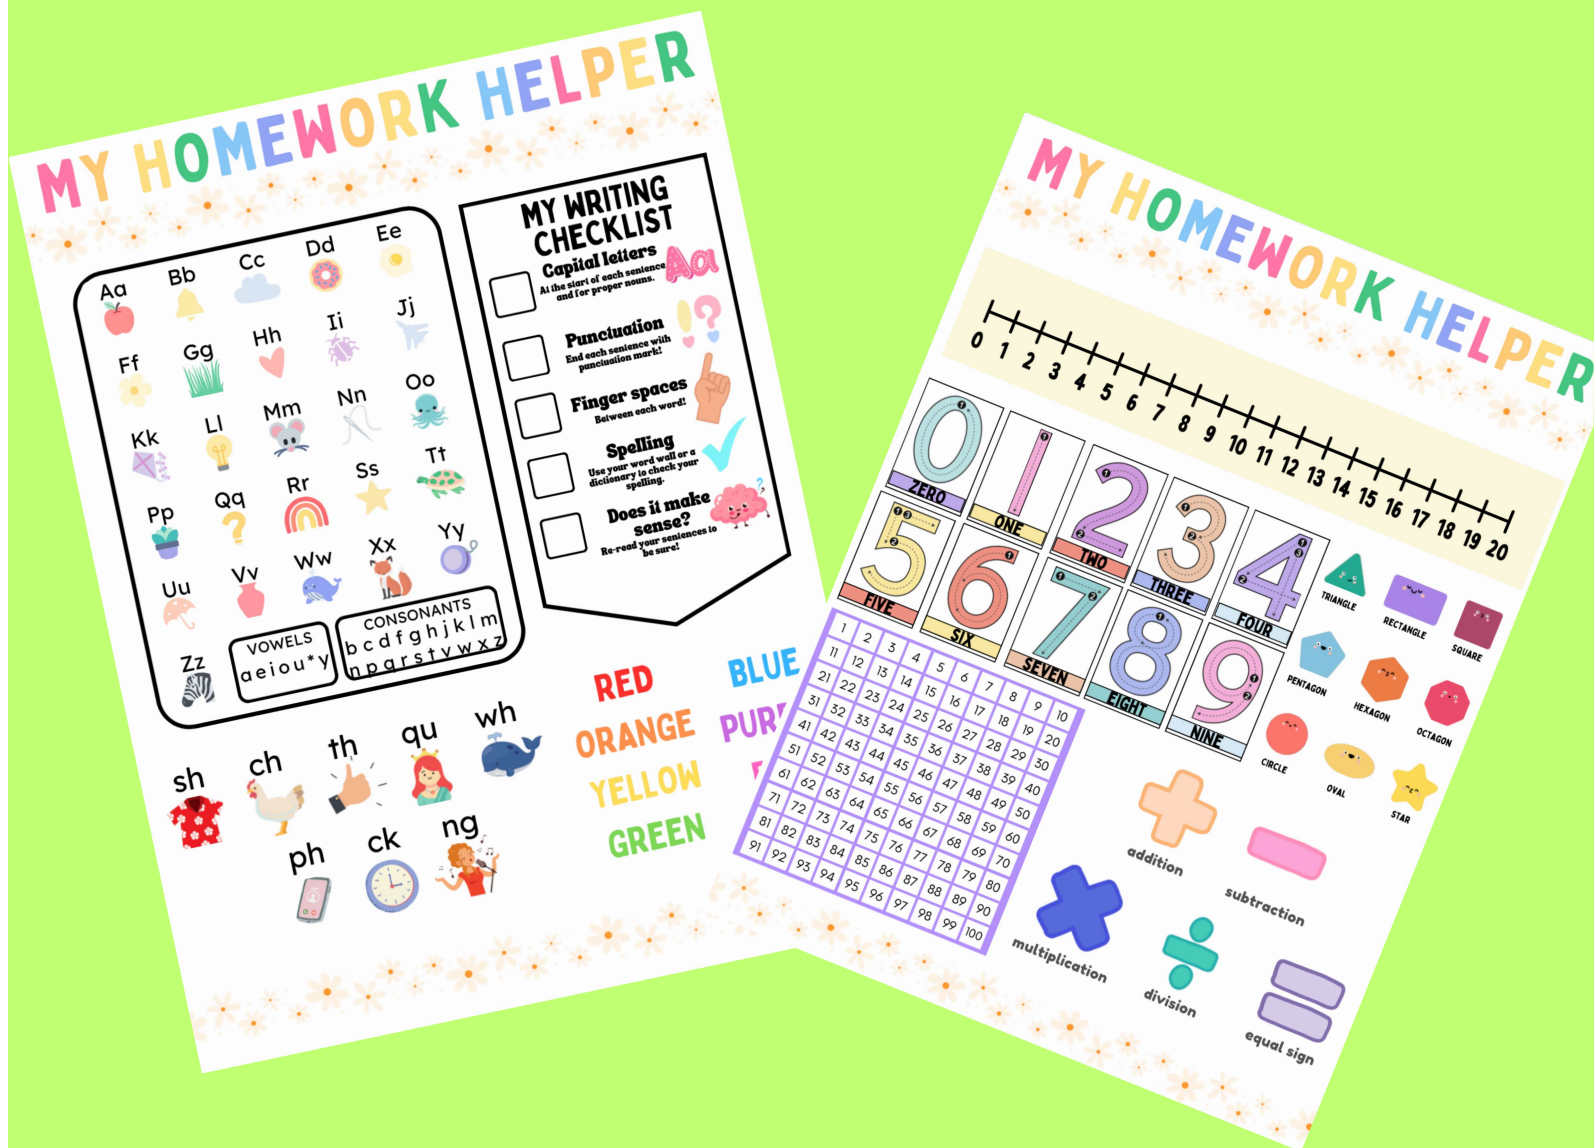 MY HOMEWORK HELPER
Aa Bb Cc Dd Ee
Ff Gg Hh Ii Jj
Kk Ll Mm Nn Oo
Pp Qq Rr Ss Tt
Uu Vv Ww Xx Yy
Zz
VOWELS
a e i o u * y
CONSONANTS
b c d f g h j k l m
n p q r s t v w x z
MY WRITING
CHECKLIST
Capital letters
At the start of each sentence
and for proper nouns.
Aa
Punctuation
End each sentence with
punctuation mark!
!?
Finger spaces
Between each word!
Spelling
Use your word wall or a
dictionary to check your
spelling.
Does it make
sense?
Re-read your sentences to
be sure!
sh ch th qu wh
ph ck ng
RED
ORANGE
YELLOW
GREEN
BLUE
MY HOMEWORK HELPER
0 1 2 3 4 5 6 7 8 9 10 11 12 13 14 15 16 17 18 19 20
0 1 2 3 4
ZERO ONE TWO THREE FOUR
5 6 7 8 9
FIVE SIX SEVEN EIGHT NINE
TRIANGLE RECTANGLE SQUARE
PENTAGON HEXAGON OCTAGON
CIRCLE OVAL STAR
1 2 3 4 5 6 7 8 9 10
11 12 13 14 15 16 17 18 19 20
21 22 23 24 25 26 27 28 29 30
31 32 33 34 35 36 37 38 39 40
41 42 43 44 45 46 47 48 49 50
51 52 53 54 55 56 57 58 59 60
61 62 63 64 65 66 67 68 69 70
71 72 73 74 75 76 77 78 79 80
81 82 83 84 85 86 87 88 89 90
91 92 93 94 95 96 97 98 99 100
addition
subtraction
multiplication
division
equal sign